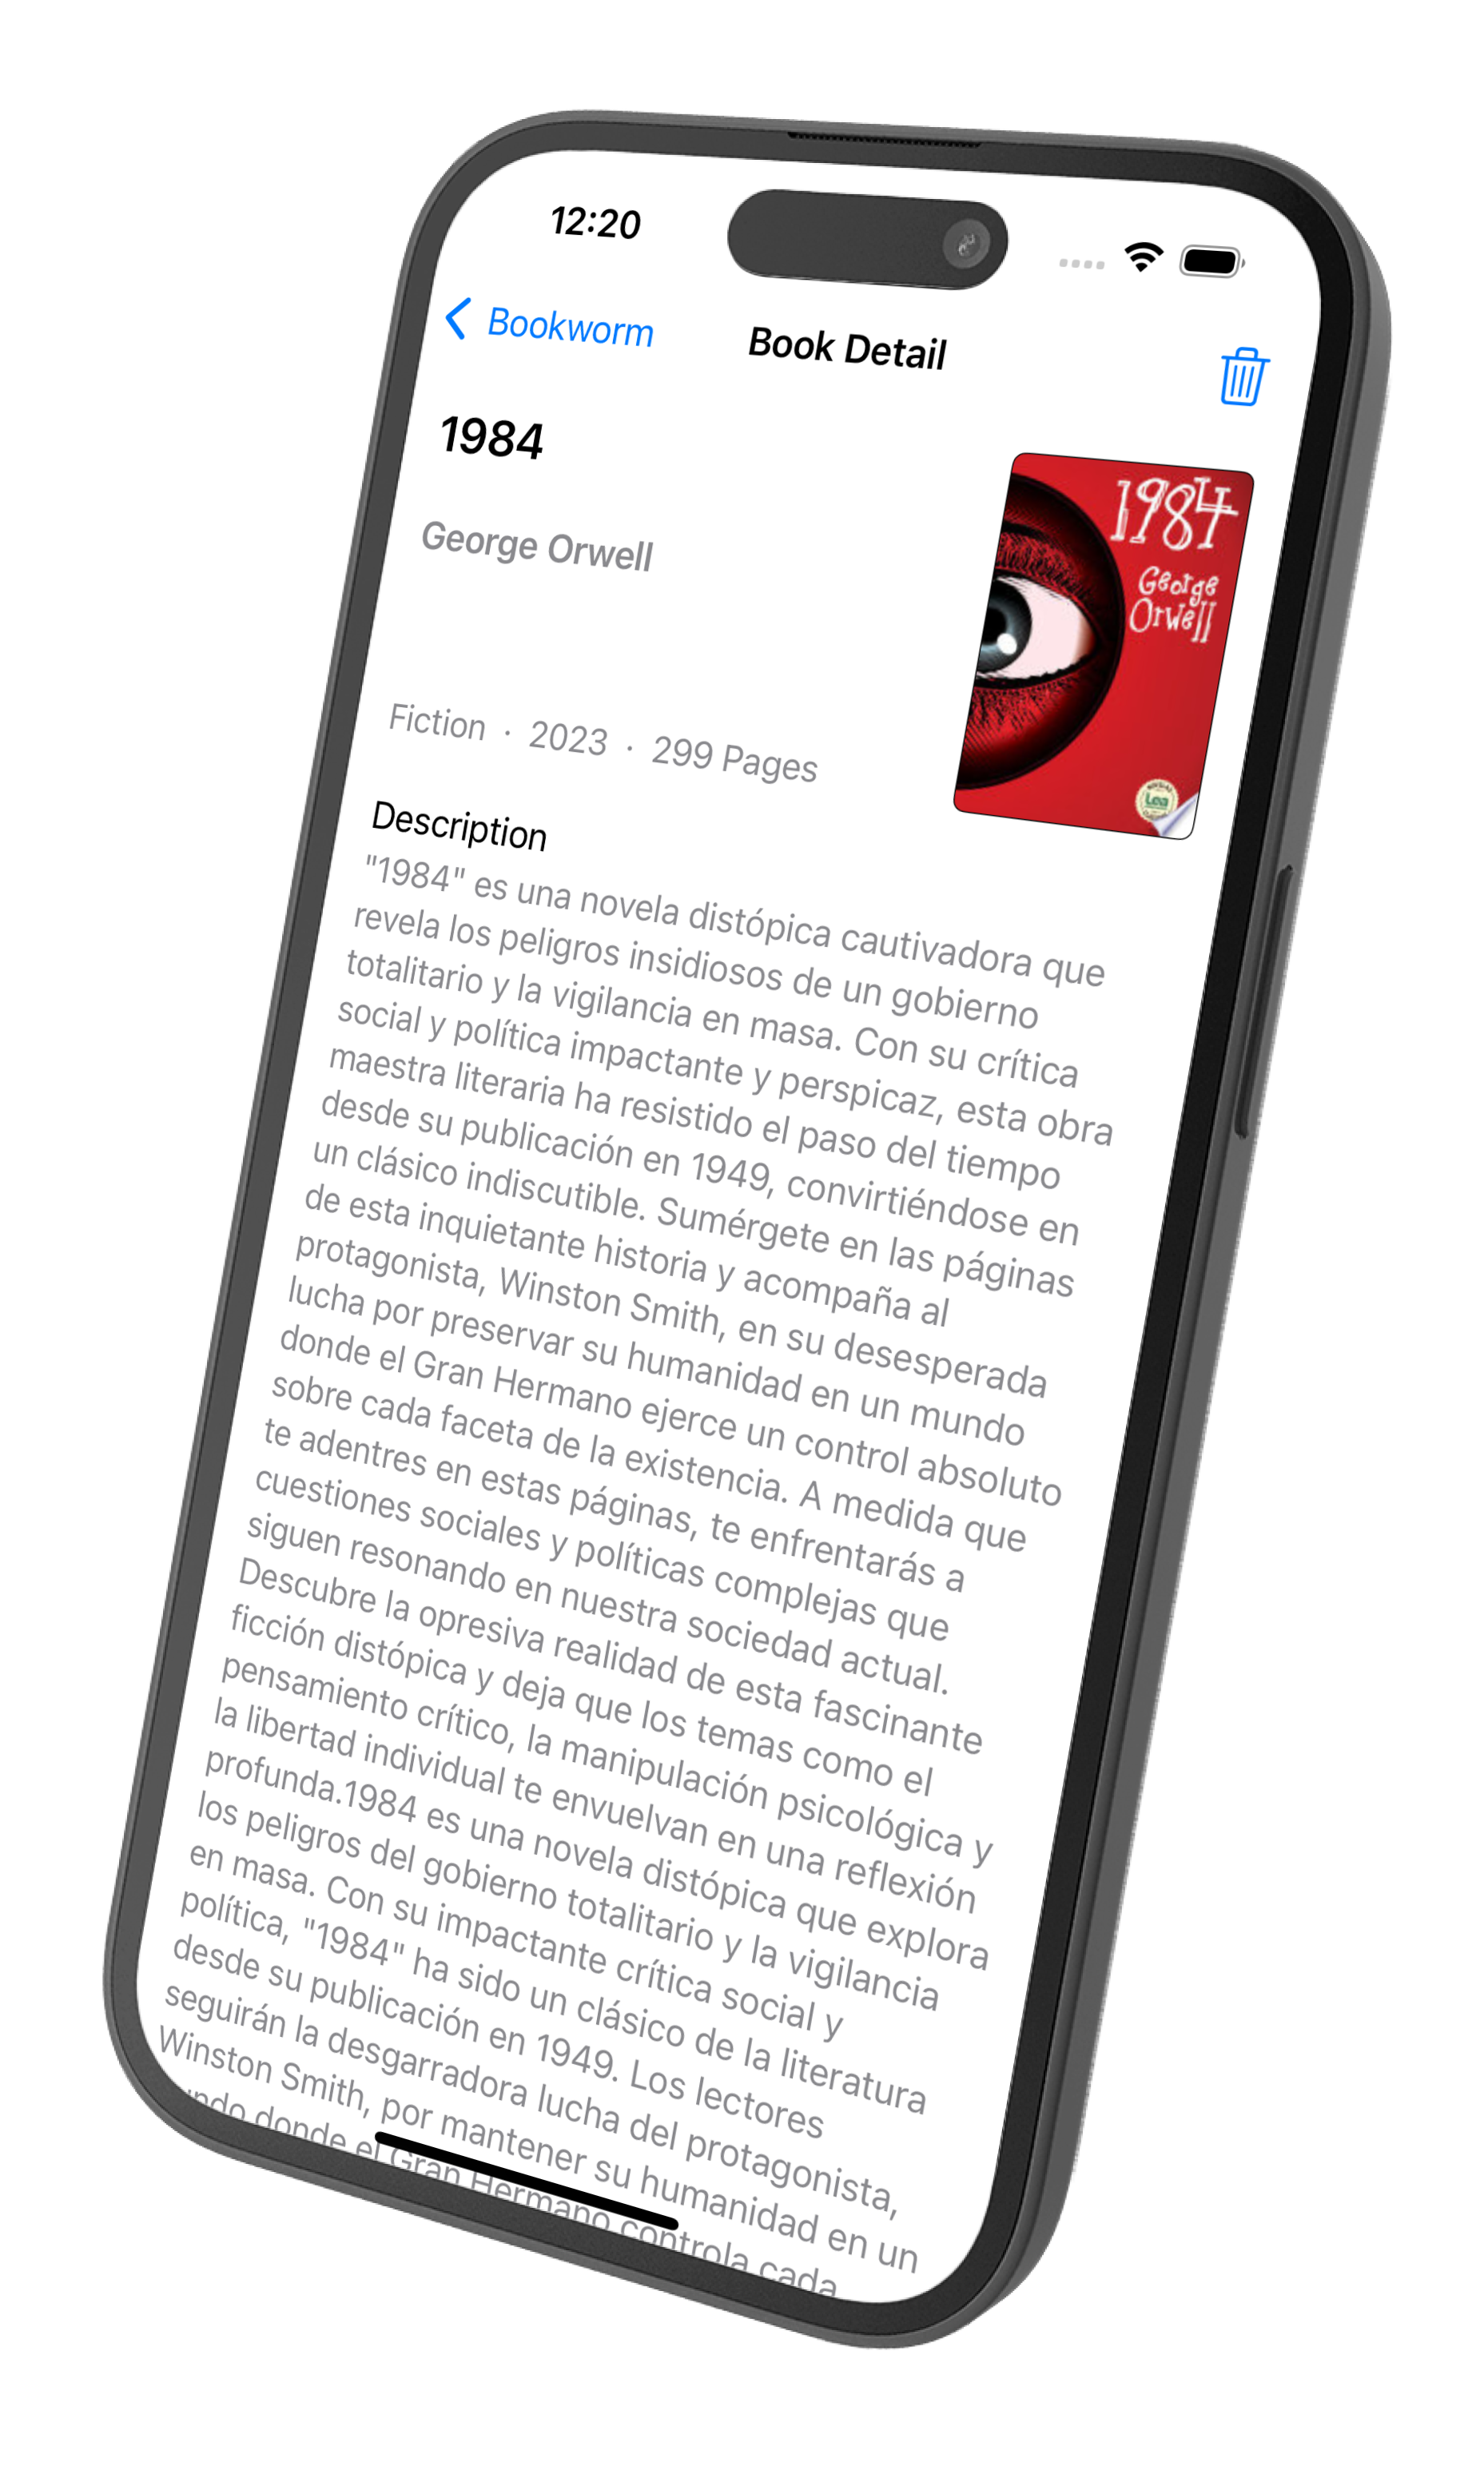 12:20
Bookworm
Book Detail
1984
George Orwell
1984
George
Orwell
Lea
Fiction · 2023 · 299 Pages
Description
"1984" es una novela distópica cautivadora que
revela los peligros insidiosos de un gobierno
totalitario y la vigilancia en masa. Con su crítica
social y política impactante y perspicaz, esta obra
maestra literaria ha resistido el paso del tiempo
desde su publicación en 1949, convirtiéndose en
un clásico indiscutible. Sumérgete en las páginas
de esta inquietante historia y acompaña al
protagonista, Winston Smith, en su desesperada
lucha por preservar su humanidad en un mundo
donde el Gran Hermano ejerce un control absoluto
sobre cada faceta de la existencia. A medida que
te adentres en estas páginas, te enfrentarás a
cuestiones sociales y políticas complejas que
siguen resonando en nuestra sociedad actual.
Descubre la opresiva realidad de esta fascinante
ficción distópica y deja que los temas como el
pensamiento crítico, la manipulación psicológica y
la libertad individual te envuelvan en una reflexión
profunda.1984 es una novela distópica que explora
los peligros del gobierno totalitario y la vigilancia
en masa. Con su impactante crítica social y
política, "1984" ha sido un clásico de la literatura
desde su publicación en 1949. Los lectores
seguirán la desgarradora lucha del protagonista,
Winston Smith, por mantener su humanidad en un
donde el Gran Hermano controla cada